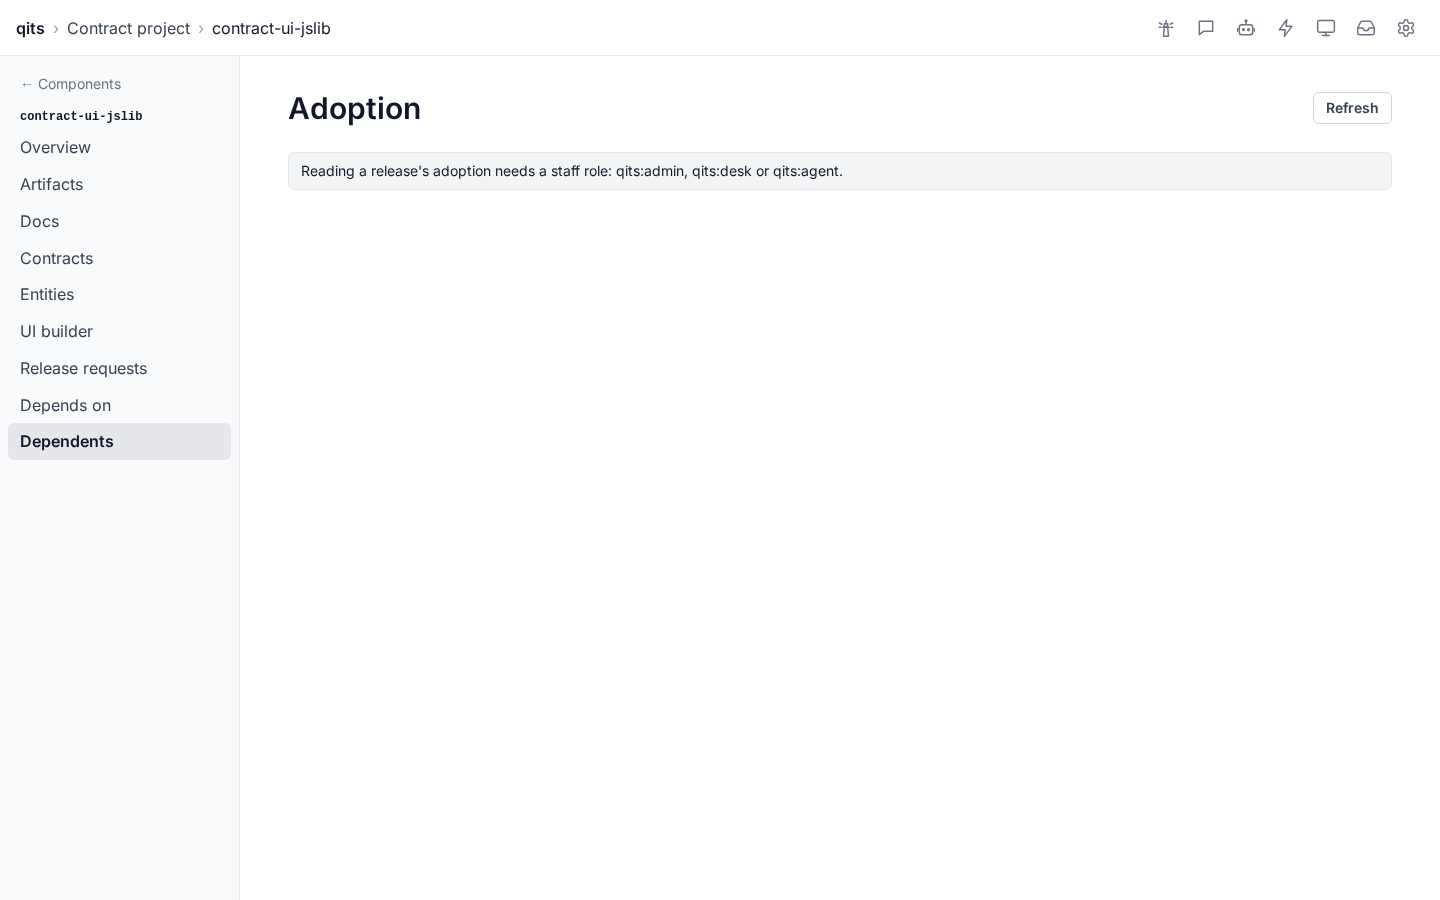 qits › Contract project › contract-ui-jslib
← Components
contract-ui-jslib
Overview
Artifacts
Docs
Contracts
Entities
UI builder
Release requests
Depends on
Dependents
Adoption
Refresh
Reading a release's adoption needs a staff role: qits:admin, qits:desk or qits:agent.